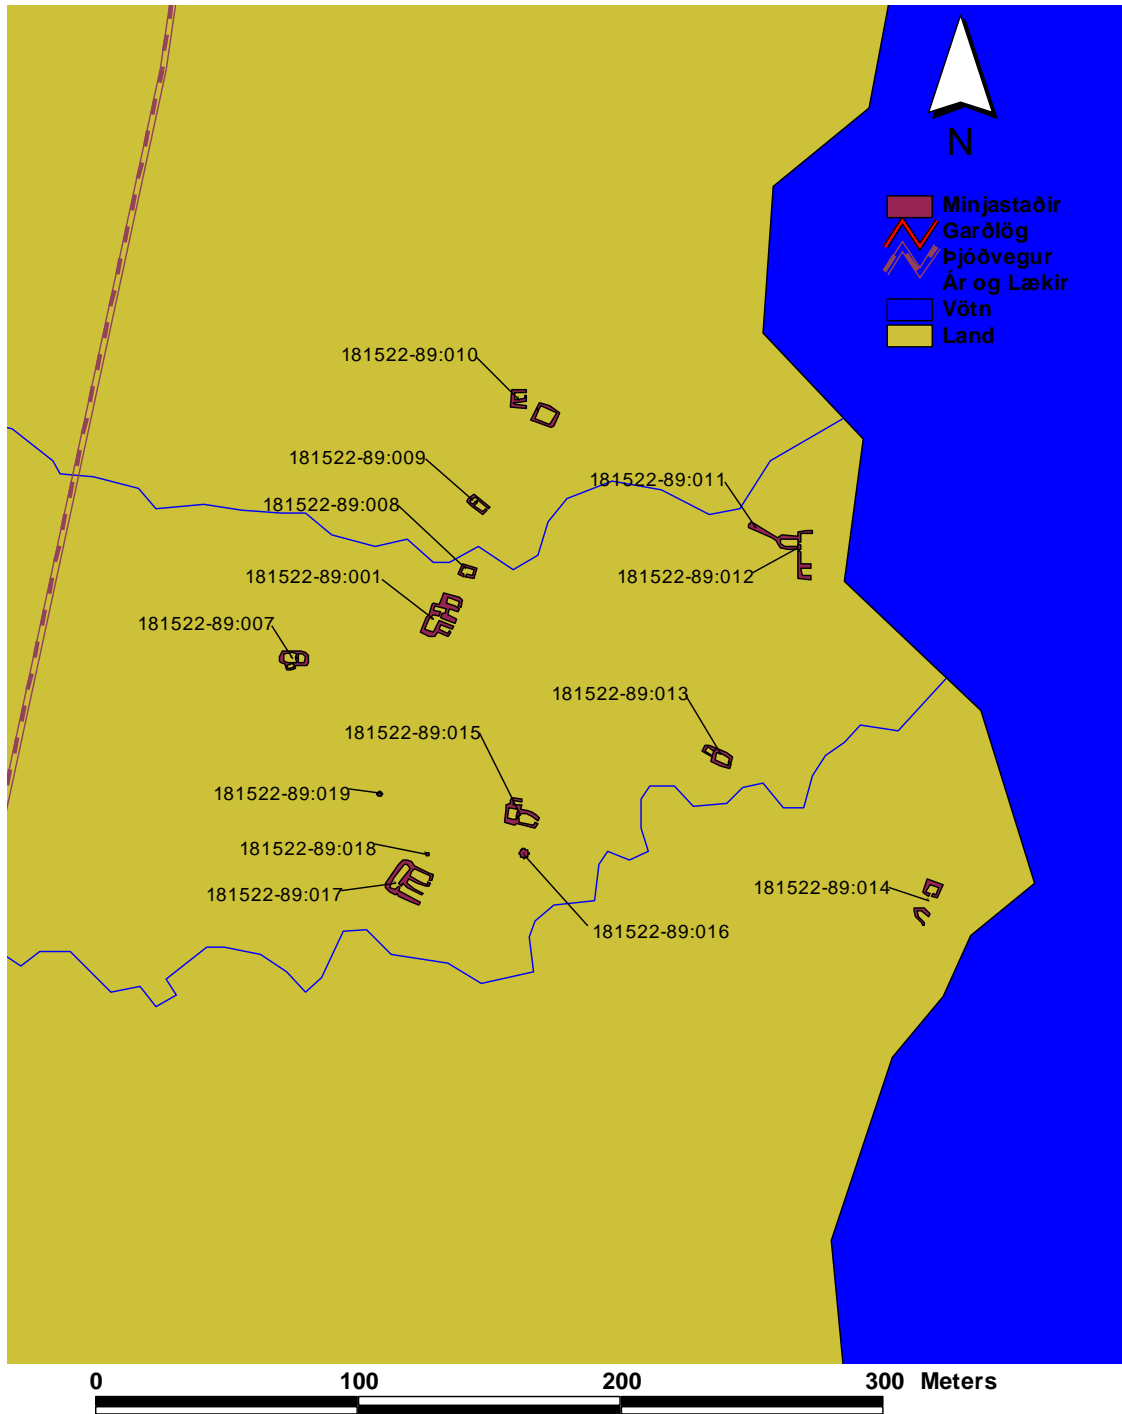 N
Minjastaðir
Garðlög
Þjóðvegur
Ár og Lækir
Vötn
Land
181522-89:010
181522-89:009
181522-89:011
181522-89:008
181522-89:001
181522-89:012
181522-89:007
181522-89:013
181522-89:015
181522-89:019
181522-89:018
181522-89:017
181522-89:014
181522-89:016
0 100 200 300 Meters